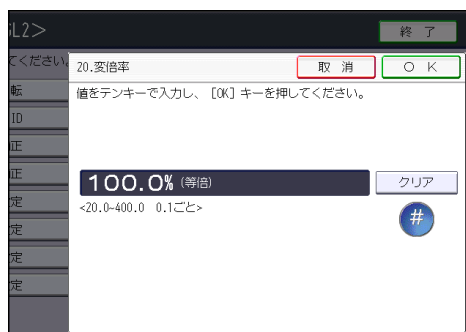 GL2>
終 了
てください。
転
ID
正
正
定
定
定
定
20.変倍率
取 消
O K
値をテンキーで入力し、 [OK] キーを押してください。
100.0% (等倍)
クリア
<20.0~400.0 0.1ごと>
#